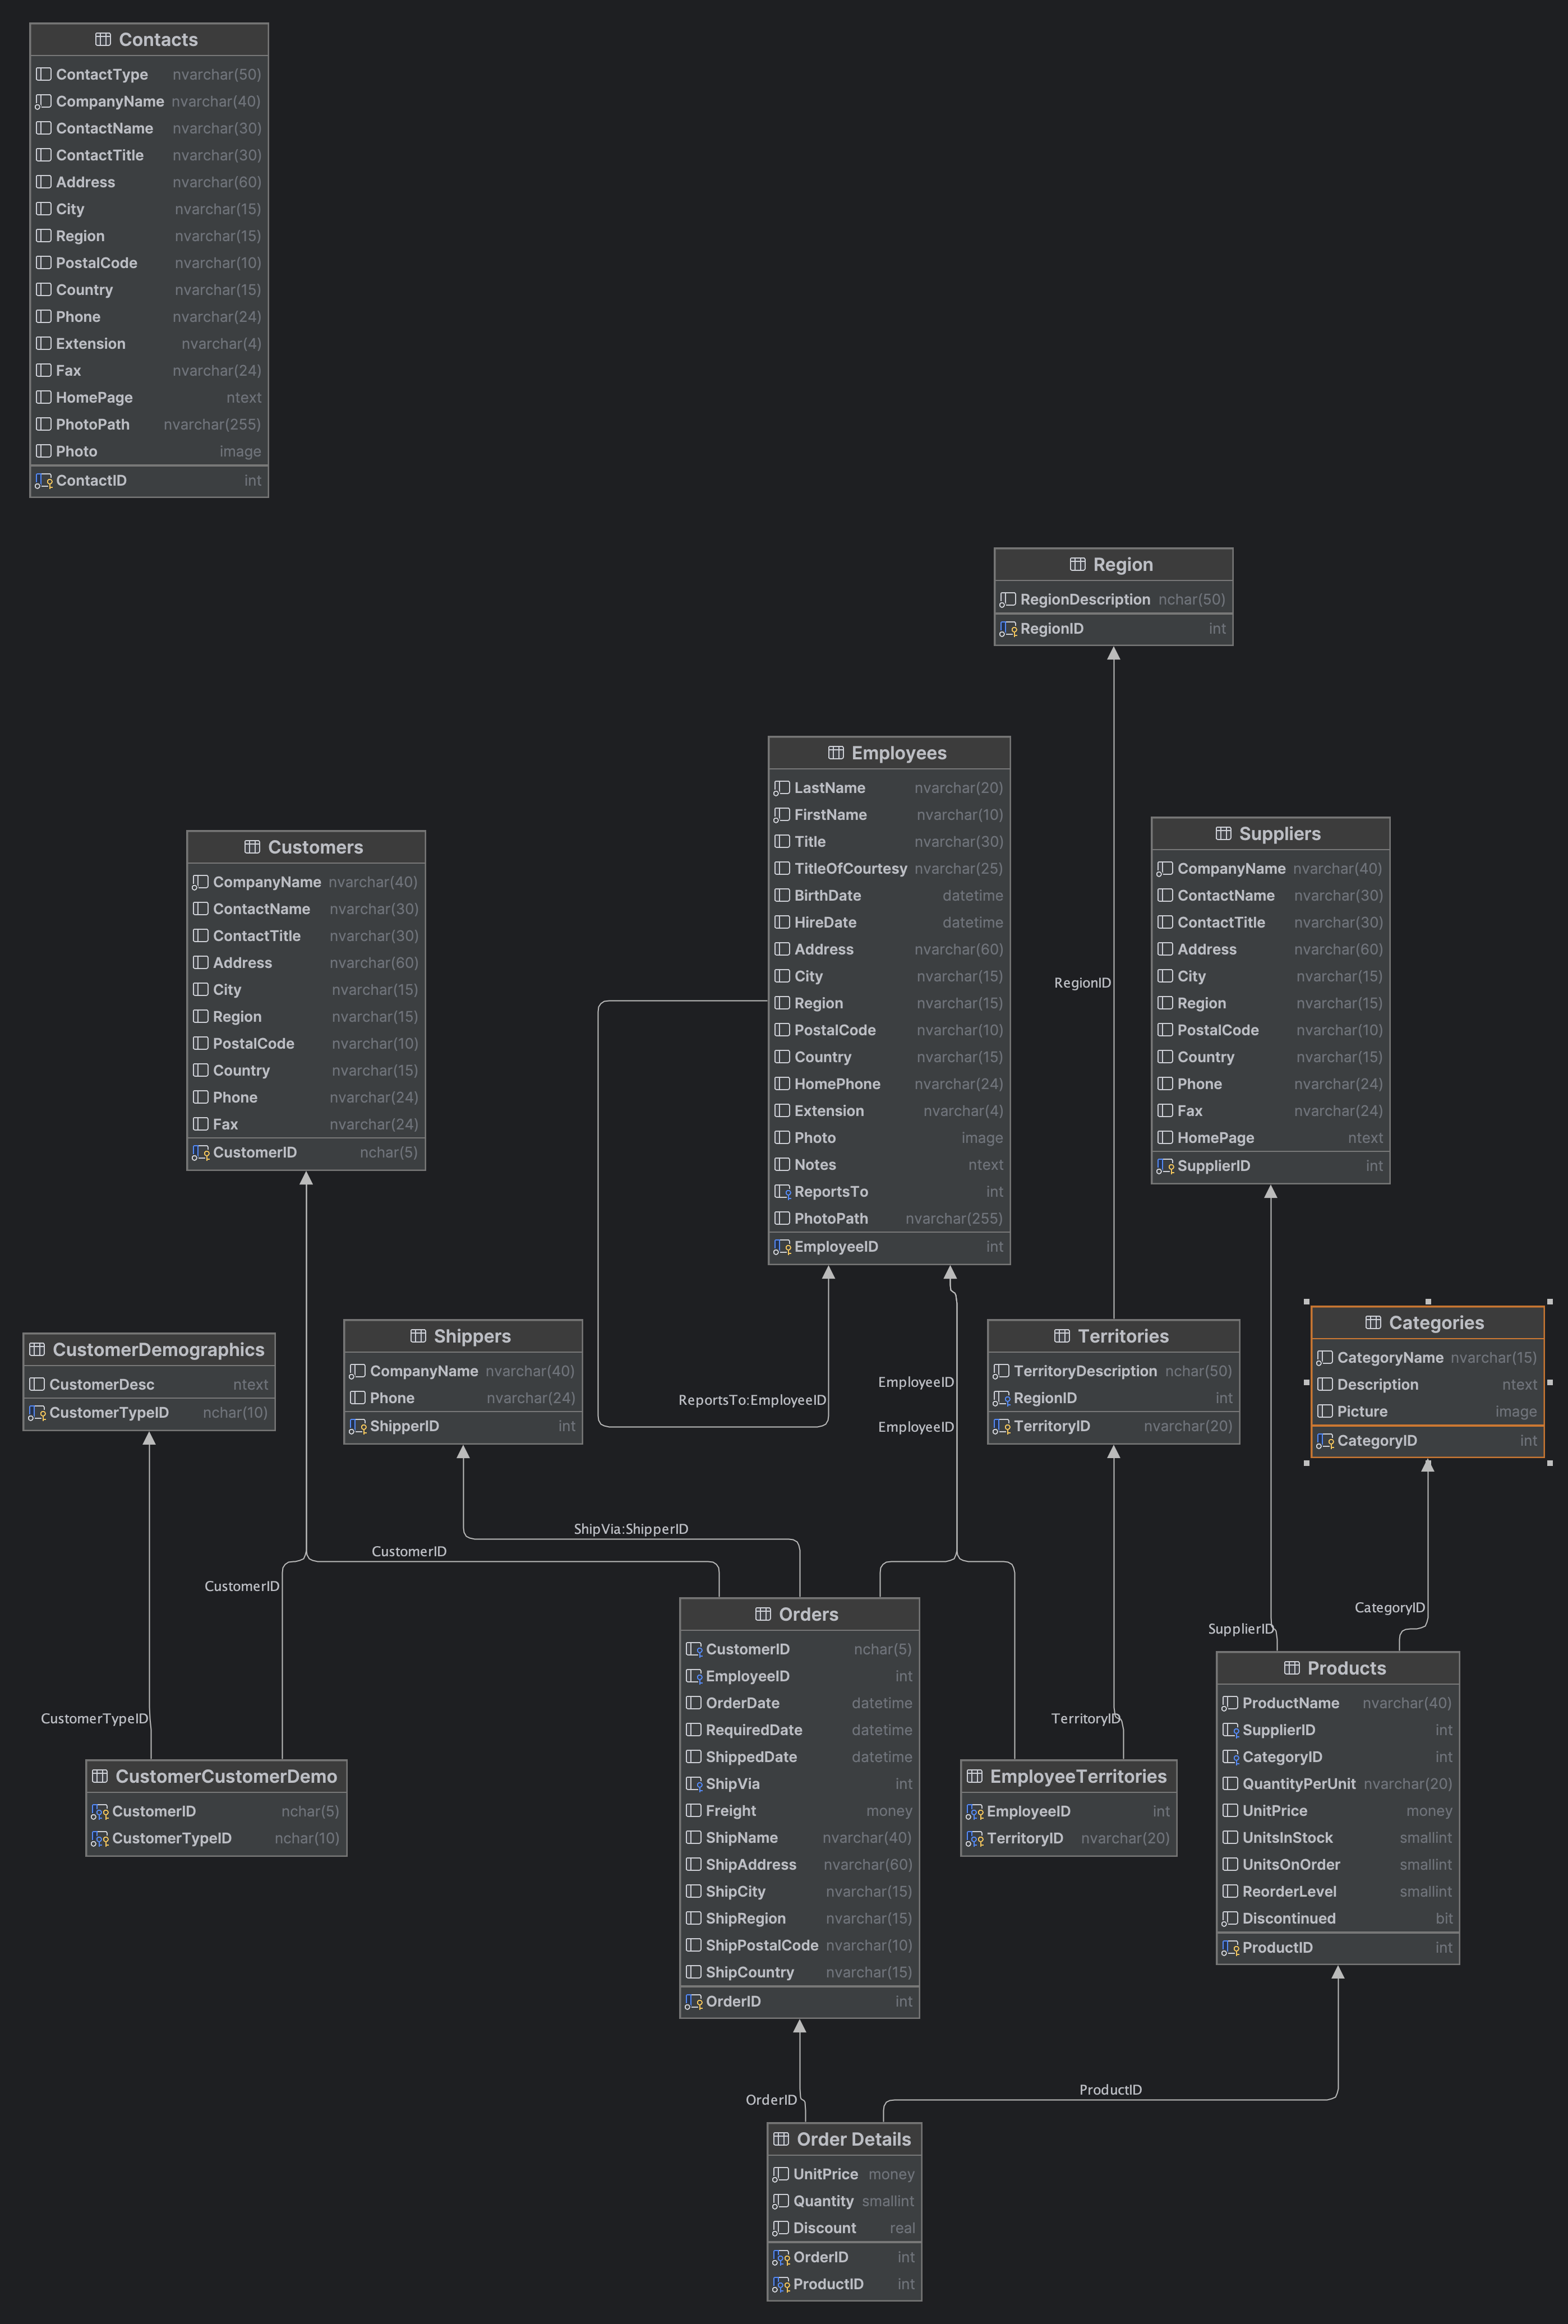 Contacts
ContactType nvarchar(50)
CompanyName nvarchar(40)
ContactName nvarchar(30)
ContactTitle nvarchar(30)
Address nvarchar(60)
City nvarchar(15)
Region nvarchar(15)
PostalCode nvarchar(10)
Country nvarchar(15)
Phone nvarchar(24)
Extension nvarchar(4)
Fax nvarchar(24)
HomePage ntext
PhotoPath nvarchar(255)
Photo image
ContactID int
Region
RegionDescription nchar(50)
RegionID int
Employees
LastName nvarchar(20)
FirstName nvarchar(10)
Title nvarchar(30)
TitleOfCourtesy nvarchar(25)
BirthDate datetime
HireDate datetime
Address nvarchar(60)
City nvarchar(15)
Region nvarchar(15)
PostalCode nvarchar(10)
Country nvarchar(15)
HomePhone nvarchar(24)
Extension nvarchar(4)
Photo image
Notes ntext
ReportsTo int
PhotoPath nvarchar(255)
EmployeeID int
Suppliers
CompanyName nvarchar(40)
ContactName nvarchar(30)
ContactTitle nvarchar(30)
Address nvarchar(60)
City nvarchar(15)
Region nvarchar(15)
PostalCode nvarchar(10)
Country nvarchar(15)
Phone nvarchar(24)
Fax nvarchar(24)
HomePage ntext
SupplierID int
Customers
CompanyName nvarchar(40)
ContactName nvarchar(30)
ContactTitle nvarchar(30)
Address nvarchar(60)
City nvarchar(15)
Region nvarchar(15)
PostalCode nvarchar(10)
Country nvarchar(15)
Phone nvarchar(24)
Fax nvarchar(24)
CustomerID nchar(5)
RegionID
CustomerDemographics
CustomerDesc ntext
CustomerTypeID nchar(10)
Shippers
CompanyName nvarchar(40)
Phone nvarchar(24)
ShipperID int
ReportsTo:EmployeeID
EmployeeID
EmployeeID
Territories
TerritoryDescription nchar(50)
RegionID int
TerritoryID nvarchar(20)
Categories
CategoryName nvarchar(15)
Description ntext
Picture image
CategoryID int
ShipVia:ShipperID
CustomerID
CustomerID
CategoryID
SupplierID
CustomerTypeID
TerritoryID
CustomerCustomerDemo
CustomerID nchar(5)
CustomerTypeID nchar(10)
Orders
CustomerID nchar(5)
EmployeeID int
OrderDate datetime
RequiredDate datetime
ShippedDate datetime
ShipVia int
Freight money
ShipName nvarchar(40)
ShipAddress nvarchar(60)
ShipCity nvarchar(15)
ShipRegion nvarchar(15)
ShipPostalCode nvarchar(10)
ShipCountry nvarchar(15)
OrderID int
EmployeeTerritories
EmployeeID int
TerritoryID nvarchar(20)
Products
ProductName nvarchar(40)
SupplierID int
CategoryID int
QuantityPerUnit nvarchar(20)
UnitPrice money
UnitsInStock smallint
UnitsOnOrder smallint
ReorderLevel smallint
Discontinued bit
ProductID int
OrderID
ProductID
Order Details
UnitPrice money
Quantity smallint
Discount real
OrderID int
ProductID int